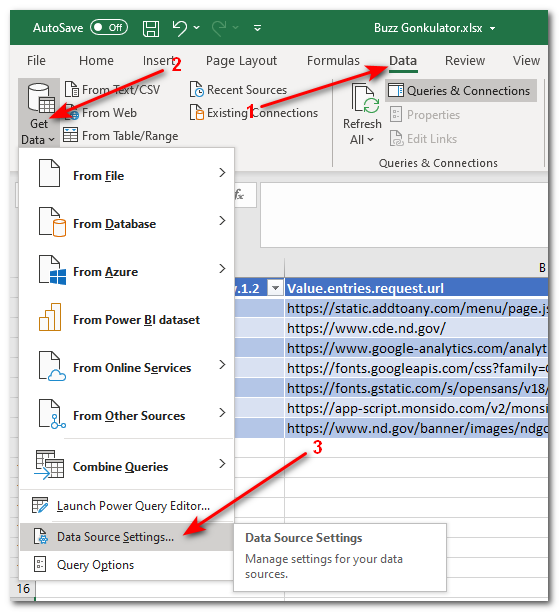 AutoSave Off Buzz Gonkulator.xlsx
File Home Insert Page Layout Formulas Data Review View
2
1
3
Get Data
From Text/CSV
From Web
From Table/Range
Recent Sources
Existing Connections
Refresh All
Queries & Connections
Properties
Edit Links
Queries & Connections
From File
From Database
From Azure
From Power BI dataset
From Online Services
From Other Sources
Combine Queries
Launch Power Query Editor...
Data Source Settings...
Query Options
Data Source Settings
Manage settings for your data
sources.
fx
B
.1.2 Value.entries.request.url
https://static.addtoany.com/menu/page.js
https://www.cde.nd.gov/
https://www.google-analytics.com/analyt
https://fonts.googleapis.com/css?family=
https://fonts.gstatic.com/s/opensans/v18/
https://app-script.monsido.com/v2/monsi
https://www.nd.gov/banner/images/ndgo
16